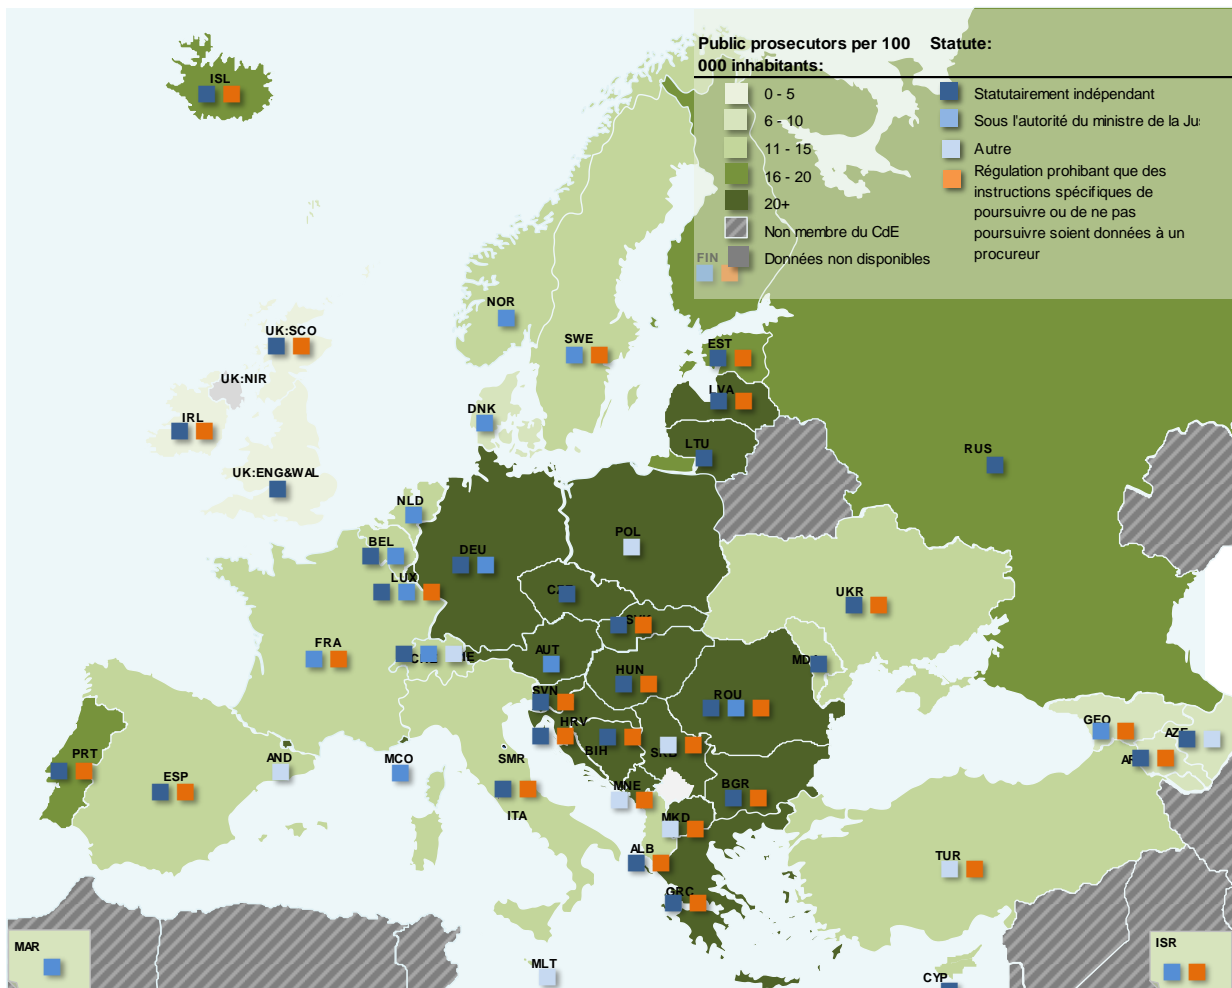 Public prosecutors per 100 Statute:
000 inhabitants:
0 - 5
6 - 10
11 - 15
16 - 20
20+
Non membre du CdE
Données non disponibles
Statutairement indépendant
Sous l'autorité du ministre de la Jus
Autre
Régulation prohibant que des
instructions spécifiques de
poursuivre ou de ne pas
poursuivre soient données à un
procureur
ISL
FIN
NOR
UK:SCO
SWE
EST
UK:NIR
LVA
IRL
DNK
LTU
RUS
UK:ENG&WAL
NLD
POL
BEL
DEU
LUX
UKR
FRA
AUT
MDA
HUN
SVN
ROU
HRV
GEO
AZE
BIH
SRB
PRT
AND
MCO
SMR
ESP
MNE
BGR
ITA
MKD
ALB
TUR
GRC
MAR
ISR
MLT
CYP